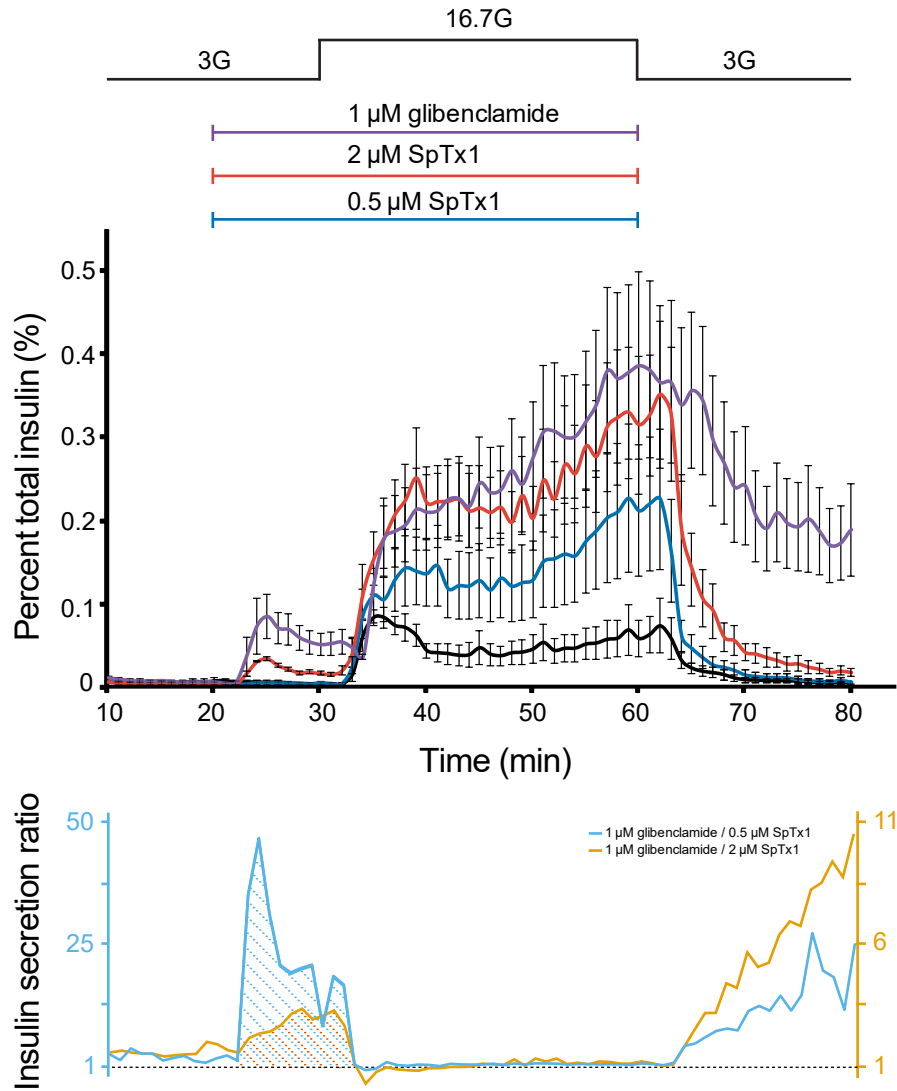 16.7G
3G 3G
1 µM glibenclamide
2 µM SpTx1
0.5 µM SpTx1
Percent total insulin (%)
0.5
0.4
0.3
0.2
0.1
0
10 20 30 40 50 60 70 80
Time (min)
Insulin secretion ratio
50 11
1 µM glibenclamide / 0.5 µM SpTx1
1 µM glibenclamide / 2 µM SpTx1
25 6
1 1